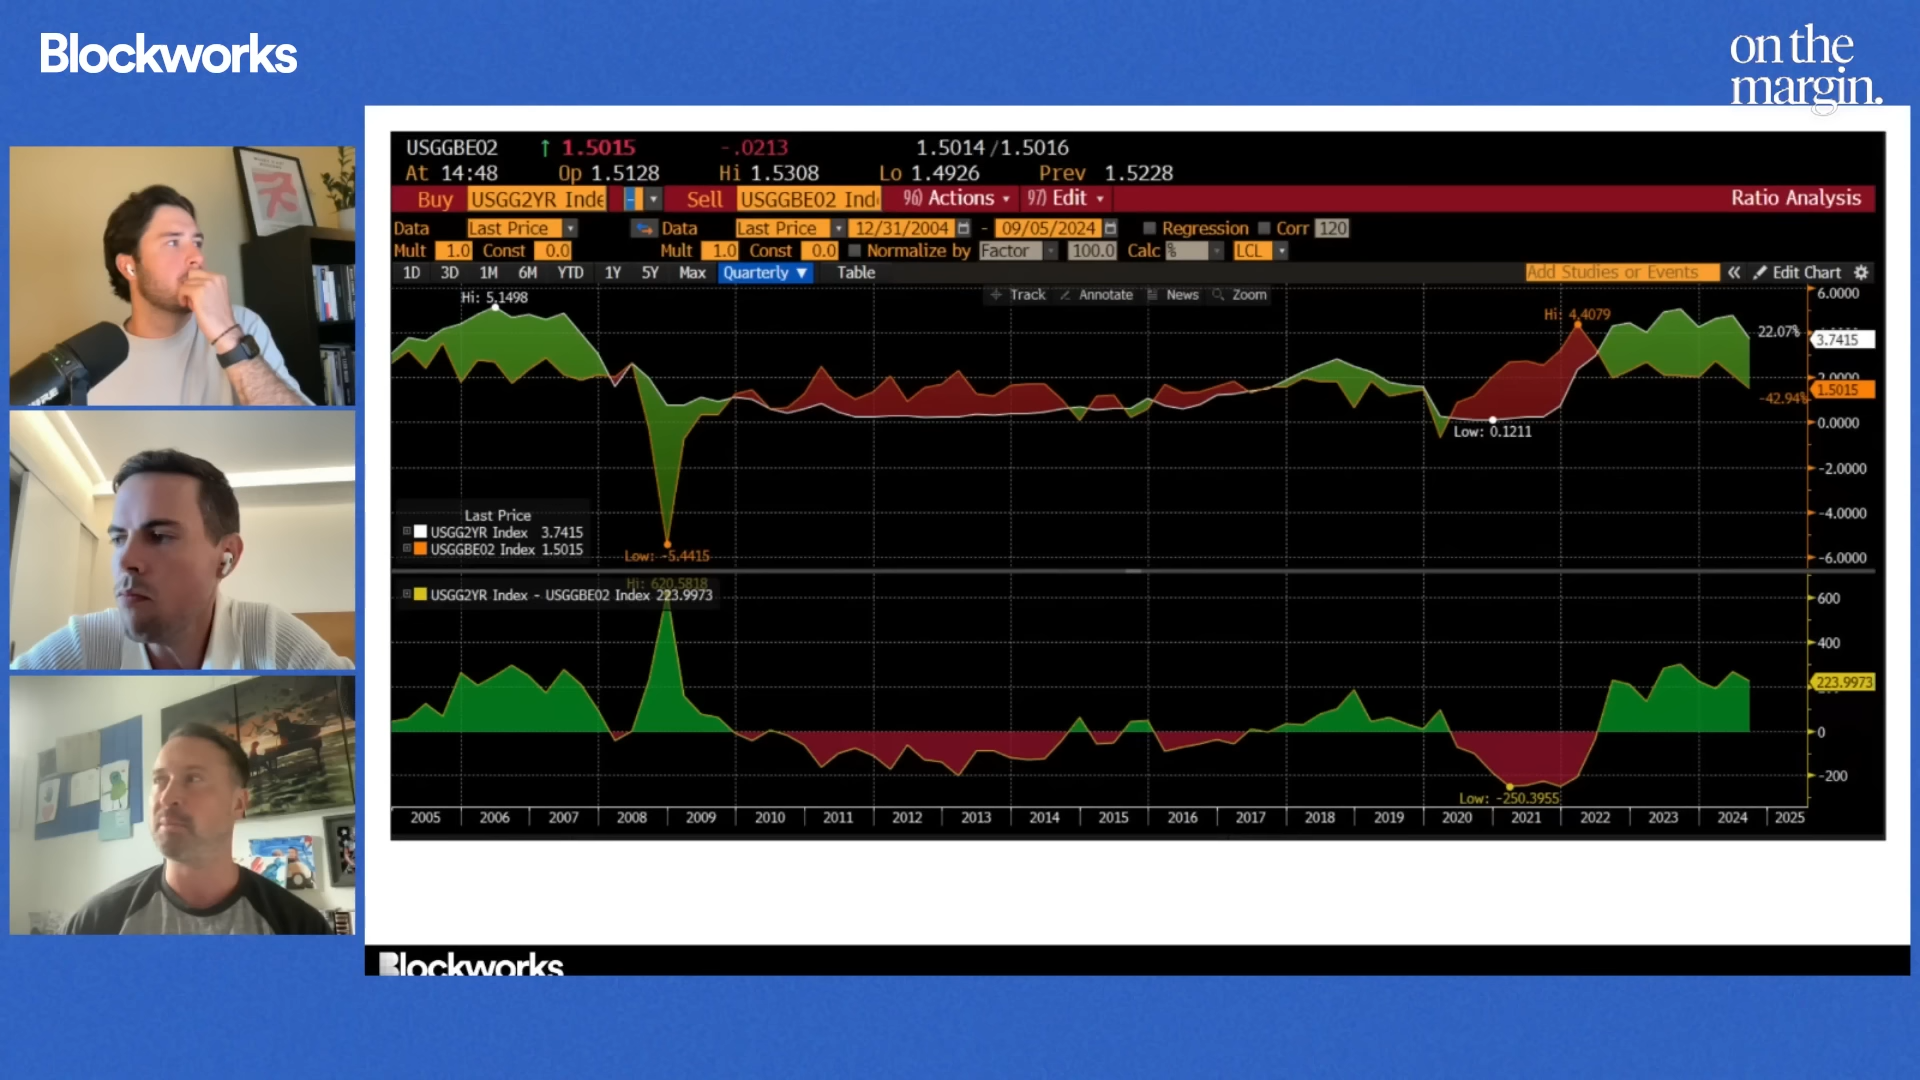 Blockworks
on the
margin.
USGGBE02 ↑ 1.5015 -.0213 1.5014/1.5016
At 14:48 Op 1.5128 Hi 1.5308 Lo 1.4926 Prev 1.5228
Buy USGG2YR Inde - Sell USGGBE02 Ind 96) Actions 97) Edit Ratio Analysis
Data Last Price Data Last Price 12/31/2004 - 09/05/2024 Regression Corr 120
Mult 1.0 Const 0.0 Mult 1.0 Const 0.0 Normalize by Factor 100.0 Calc % LCL
1D 3D 1M 6M YTD 1Y 5Y Max Quarterly ▼ Table Add Studies or Events « Edit Chart
Track Annotate News Zoom
Hi: 5.1498
Hi: 4.4079
6.0000
22.07%
3.7415
2.0000
1.5015
-42.94%
0.0000
Low: 0.1211
-2.0000
-4.0000
-6.0000
Last Price
USGG2YR Index 3.7415
USGGBE02 Index 1.5015
Low: -5.4415
Hi: 620.5818
USGG2YR Index - USGGBE02 Index 223.9973
600
400
223.9973
0
-200
Low: -250.3955
2005 2006 2007 2008 2009 2010 2011 2012 2013 2014 2015 2016 2017 2018 2019 2020 2021 2022 2023 2024 2025
Blockworks